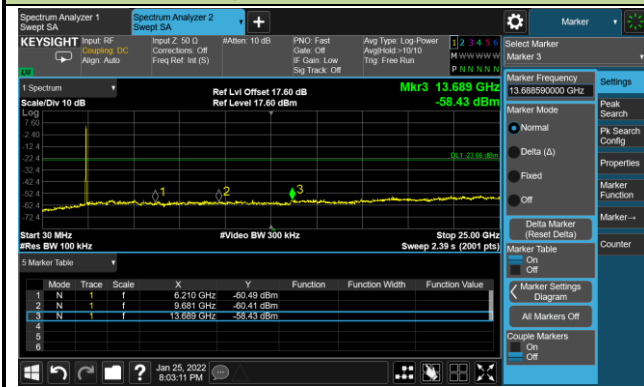 Spectrum Analyzer 1
Swept SA
Spectrum Analyzer 2
Swept SA
+
Marker
KEYSIGHT
Input: RF
Coupling: DC
Align: Auto
Input Z: 50 Ω
Corrections: Off
Freq Ref: Int (S)
#Atten: 10 dB
PNO: Fast
Gate: Off
IF Gain: Low
Sig Track: Off
Avg Type: Log-Power
Avg|Hold:>10/10
Trig: Free Run
1 2 3 4 5 6
M W W W W W
P N N N N N
LM
Select Marker
Marker 3
1 Spectrum
Scale/Div 10 dB
Log
Ref Lvl Offset 17.60 dB
Ref Level 17.60 dBm
Mkr3 13.689 GHz
-58.43 dBm
7.60
-2.40
-12.4
-22.4
-32.4
-42.4
-52.4
-62.4
-72.4
DL1 -23.66 dBm
1
2
3
Start 30 MHz
#Res BW 100 kHz
#Video BW 300 kHz
Stop 25.00 GHz
Sweep 2.39 s (2001 pts)
5 Marker Table
Mode Trace Scale X Y Function Function Width Function Value
1 N 1 f 6.210 GHz -60.49 dBm
2 N 1 f 9.681 GHz -60.41 dBm
3 N 1 f 13.689 GHz -58.43 dBm
4
5
6
Marker Frequency
13.688590000 GHz
Marker Mode
Normal
Delta (Δ)
Fixed
Off
Delta Marker
(Reset Delta)
Marker Table
On
Off
Marker Settings
Diagram
All Markers Off
Couple Markers
On
Off
Settings
Peak
Search
Pk Search
Config
Properties
Marker
Function
Marker→
Counter
?
Jan 25, 2022
8:03:11 PM